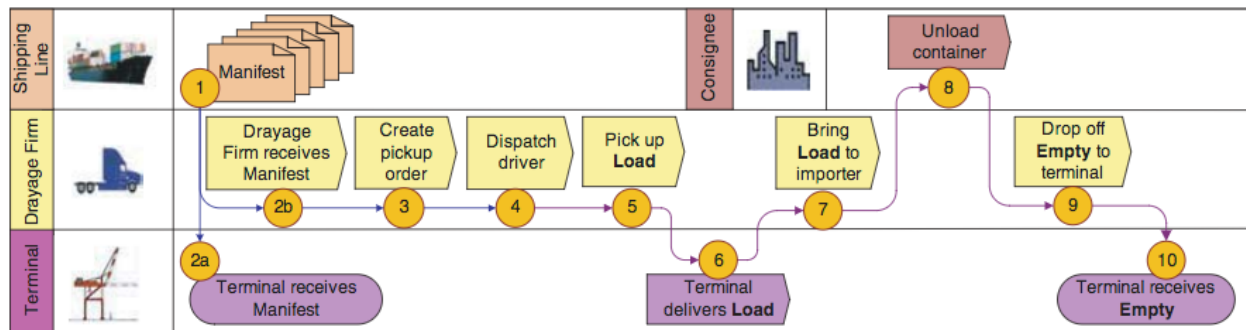 Shipping
Line
Manifest
1
Consignee
Unload
container
8
Drayage Firm
Drayage
Firm receives
Manifest
2b
Create
pickup
order
3
Dispatch
driver
4
Pick up
Load
5
Bring
Load to
importer
7
Drop off
Empty to
terminal
9
Terminal
2a
Terminal receives
Manifest
6
Terminal
delivers Load
10
Terminal receives
Empty